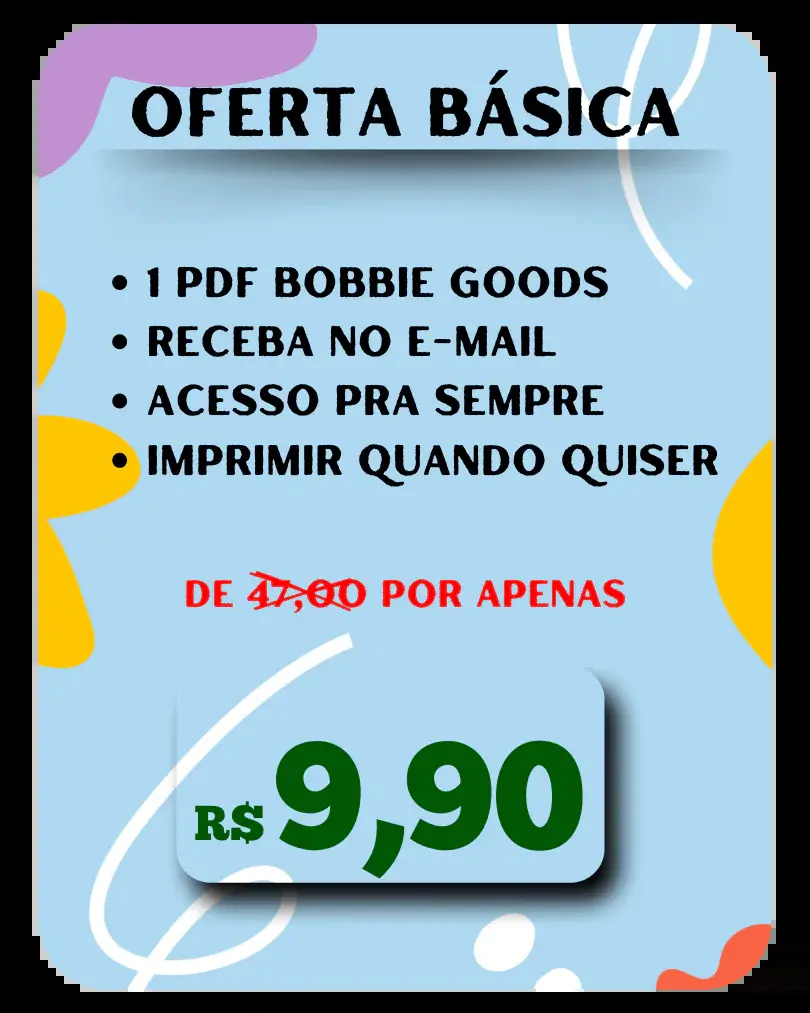 OFERTA BÁSICA
• 1 PDF BOBBIE GOODS
• RECEBA NO E-MAIL
• ACESSO PRA SEMPRE
• IMPRIMIR QUANDO QUISER
DE 47,00 POR APENAS
R$ 9,90